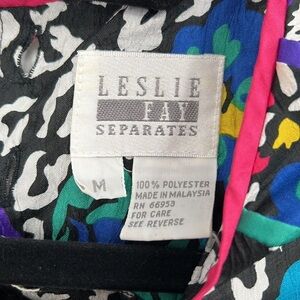 LESLIE
FAY
SEPARATES
M
100% POLYESTER
MADE IN MALAYSIA
RN 66953
FOR CARE
SEE REVERSE